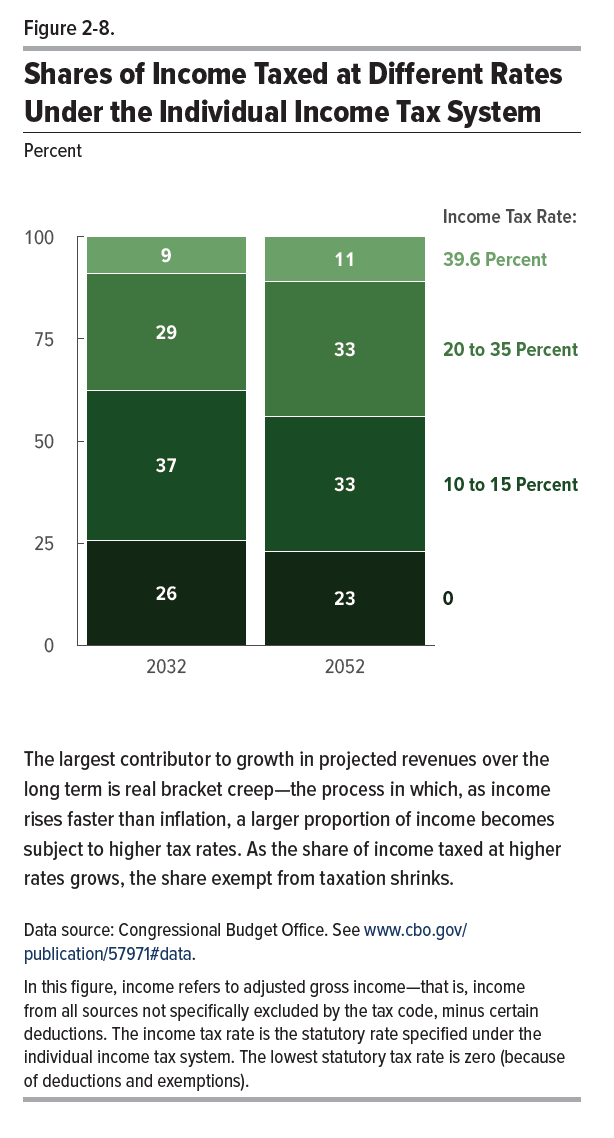 Figure 2-8.
Shares of Income Taxed at Different Rates
Under the Individual Income Tax System
Percent
Income Tax Rate:
100
9
11
39.6 Percent
75
29
33
20 to 35 Percent
50
37
33
10 to 15 Percent
25
26
23
0
0
2032
2052
The largest contributor to growth in projected revenues over the
long term is real bracket creep—the process in which, as income
rises faster than inflation, a larger proportion of income becomes
subject to higher tax rates. As the share of income taxed at higher
rates grows, the share exempt from taxation shrinks.
Data source: Congressional Budget Office. See www.cbo.gov/
publication/57971#data.
In this figure, income refers to adjusted gross income—that is, income
from all sources not specifically excluded by the tax code, minus certain
deductions. The income tax rate is the statutory rate specified under the
individual income tax system. The lowest statutory tax rate is zero (because
of deductions and exemptions).